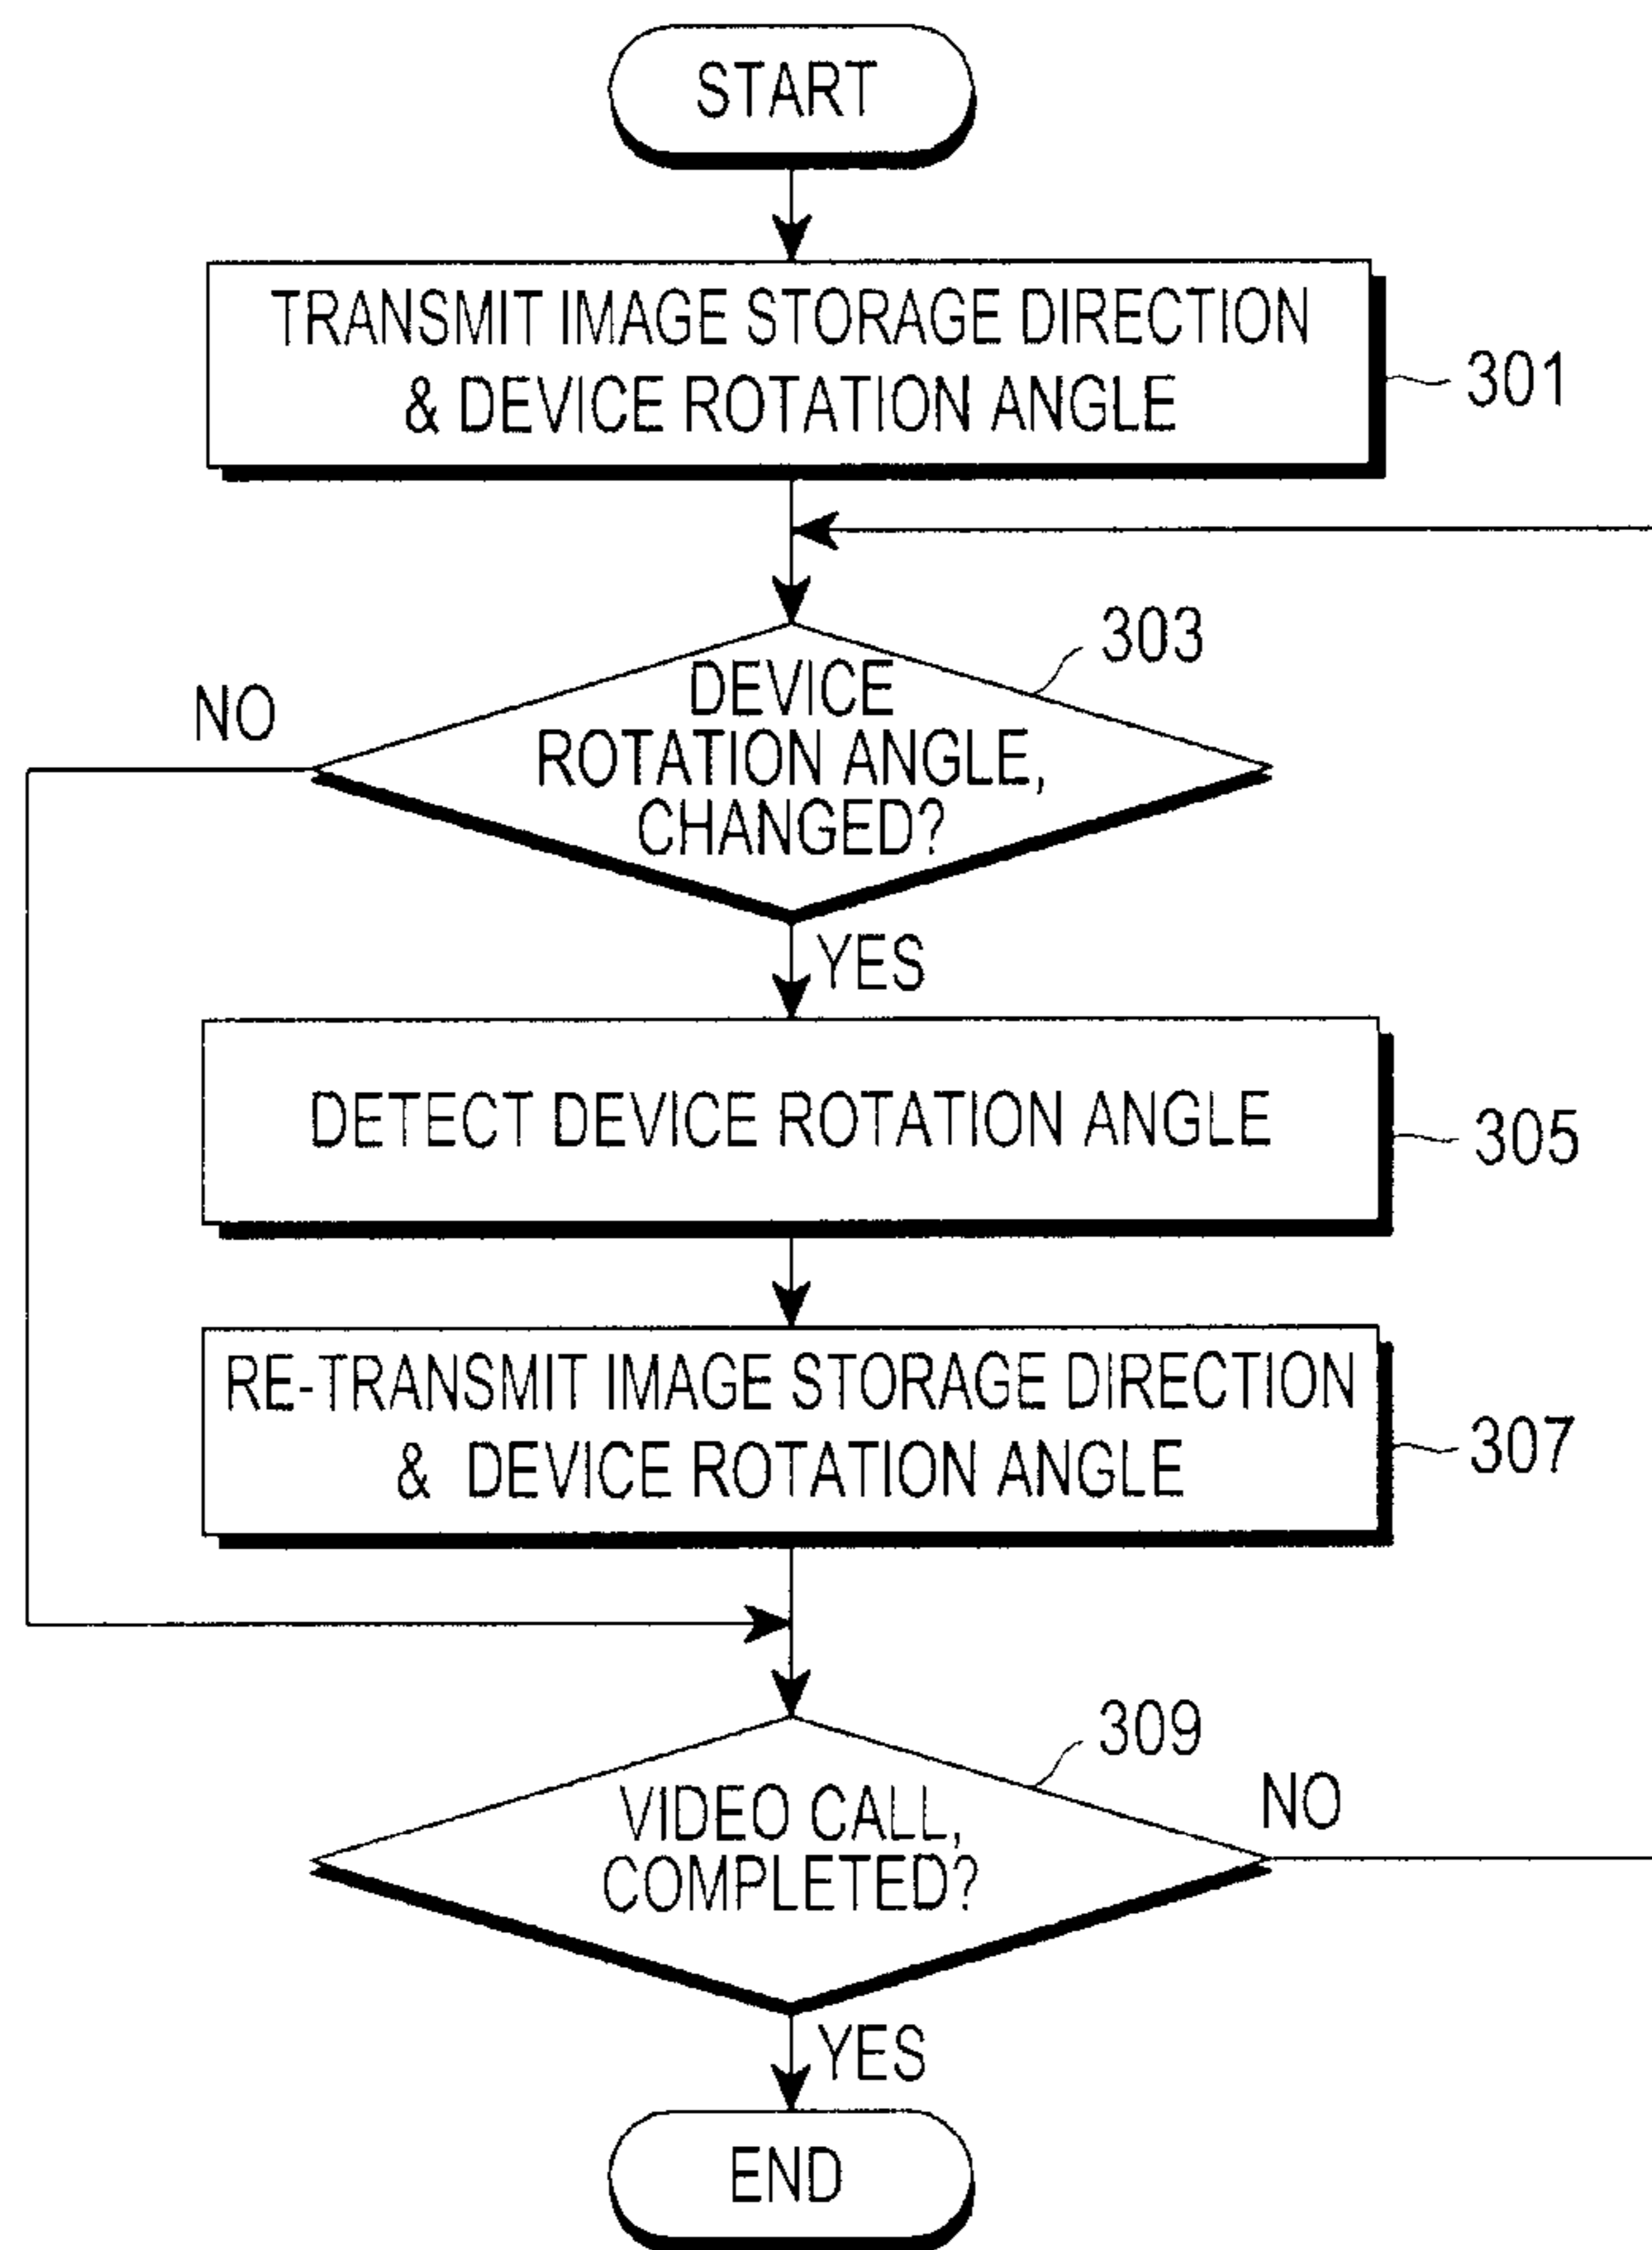 START
TRANSMIT IMAGE STORAGE DIRECTION
& DEVICE ROTATION ANGLE
301
303
NO
DEVICE
ROTATION ANGLE,
CHANGED?
YES
DETECT DEVICE ROTATION ANGLE
305
RE-TRANSMIT IMAGE STORAGE DIRECTION
& DEVICE ROTATION ANGLE
307
309
NO
VIDEO CALL,
COMPLETED?
YES
END